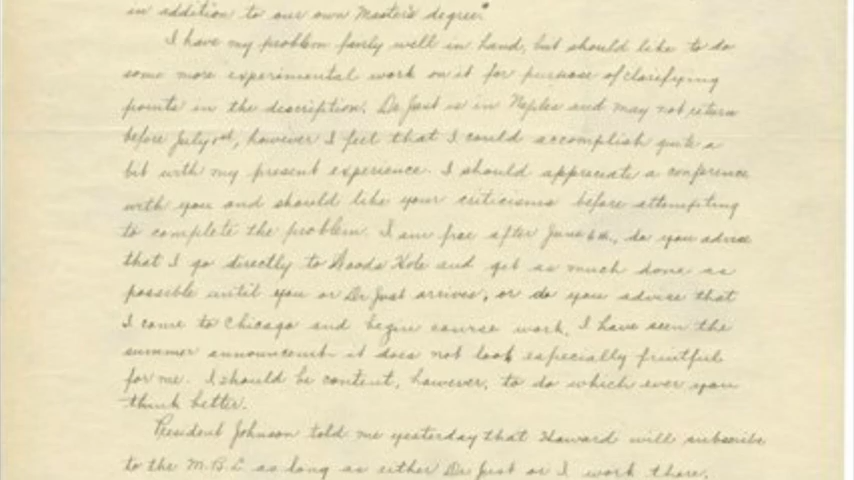 in addition to our own Master's degree."
I have my problem fairly well in hand, but should like to do
some more experimental work on it for purpose of clarefying
points in the description. Dr Just is in Naples and may not return
before July 1st, however I feel that I could accomplish quite a
bit with my present experience. I should appreciate a conference
with you and should like your criticisms before attempting
to complete the problem. I am free after June 6th, do you advise
that I go directly to Woods Hole and get as much done as
possible until you or Dr Just arrives, or do you advise that
I come to Chicago and begin course work. I have seen the
summer announcemt it does not look especially fruitful
for me. I should be content, however, to do which ever you
think better.
President Johnson told me yesterday that Howard will subscribe
to the M.B.L as long as either Dr Just or I work there.